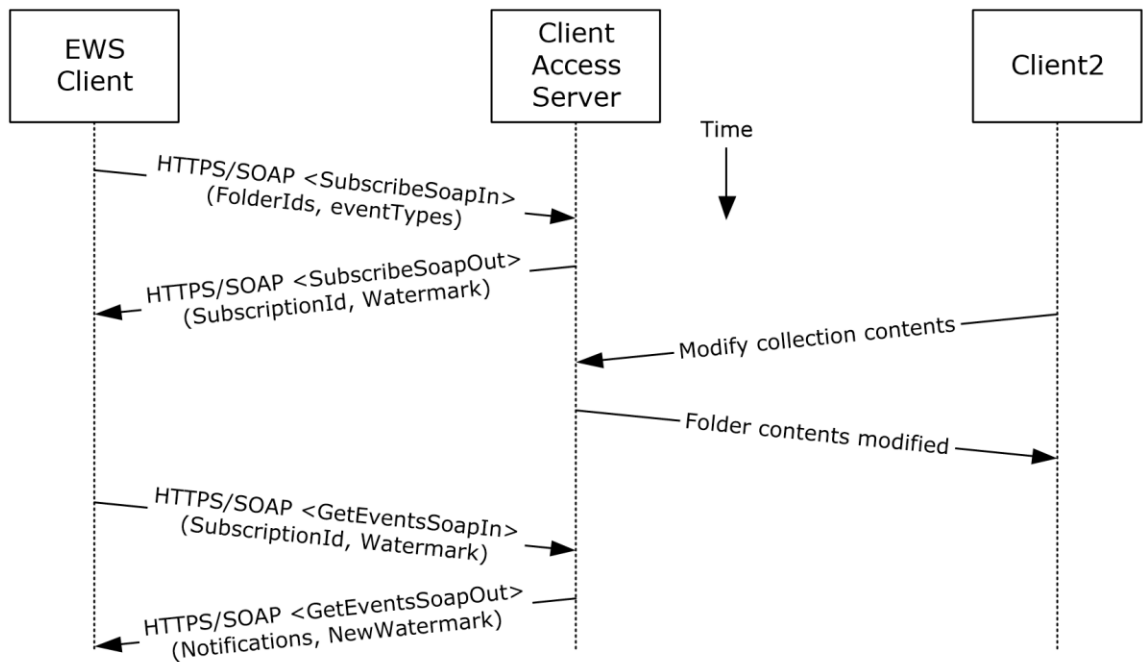 EWS
Client
Client
Access
Server
Client2
Time
HTTPS/SOAP <SubscribeSoapIn>
(FolderIds, eventTypes)
HTTPS/SOAP <SubscribeSoapOut>
(SubscriptionId, Watermark)
Modify collection contents
Folder contents modified
HTTPS/SOAP <GetEventsSoapIn>
(SubscriptionId, Watermark)
HTTPS/SOAP <GetEventsSoapOut>
(Notifications, NewWatermark)